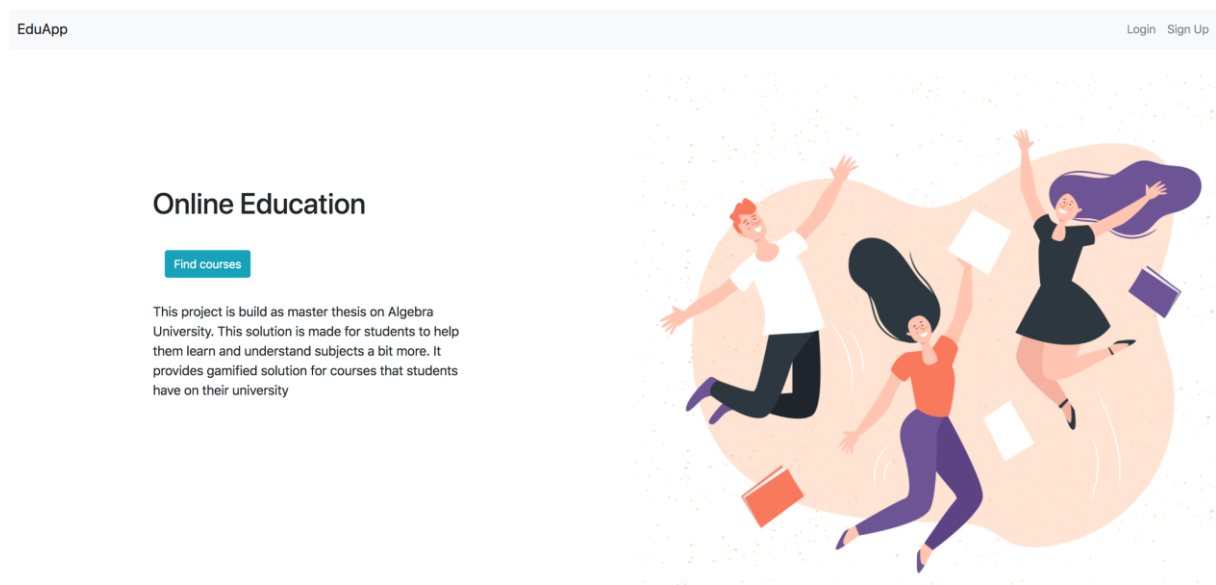 EduApp
Login Sign Up
Online Education
Find courses
This project is build as master thesis on Algebra
University. This solution is made for students to help
them learn and understand subjects a bit more. It
provides gamified solution for courses that students
have on their university